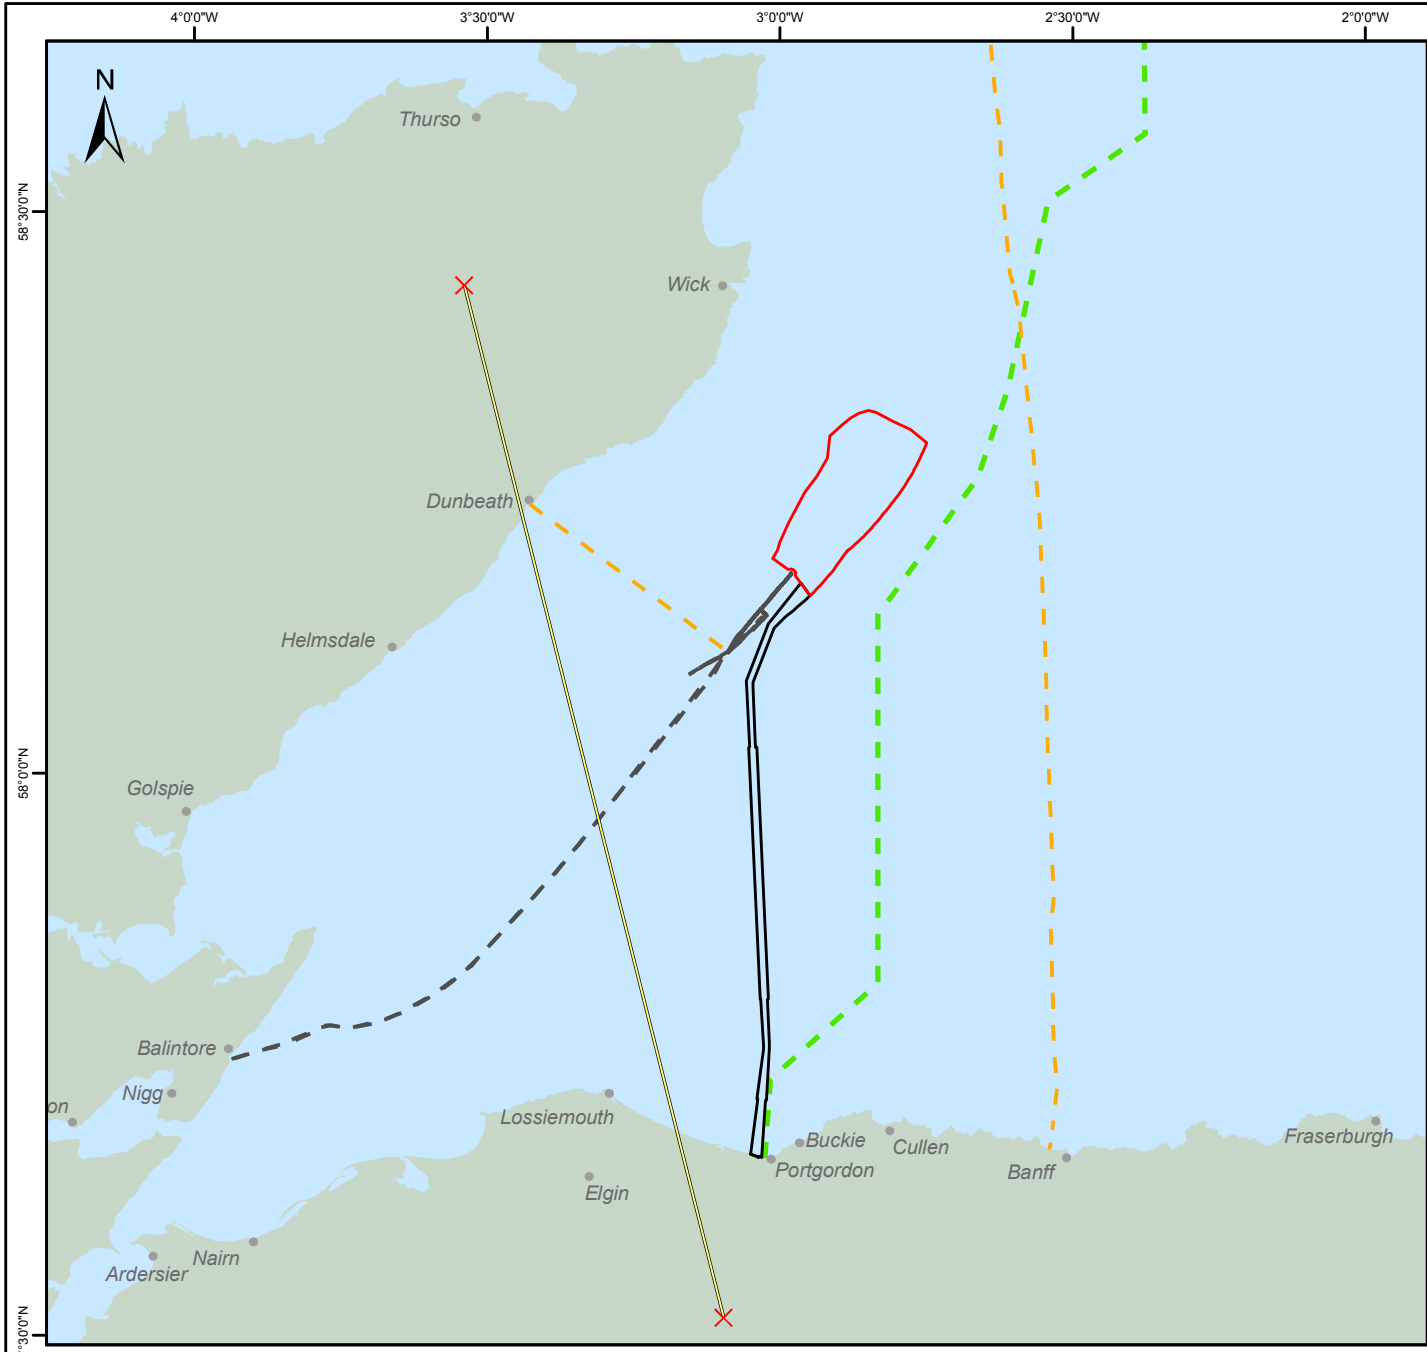 4°0'0"W
3°30'0"W
3°0'0"W
2°30'0"W
2°0'0"W
N
Thurso
58°30'0"N
Wick
Dunbeath
Helmsdale
58°0'0"N
Golspie
Balintore
Nigg
on
Lossiemouth
Buckie
Cullen
Fraserburgh
Portgordon
Banff
Elgin
Nairn
Ardersier
°30'0"N